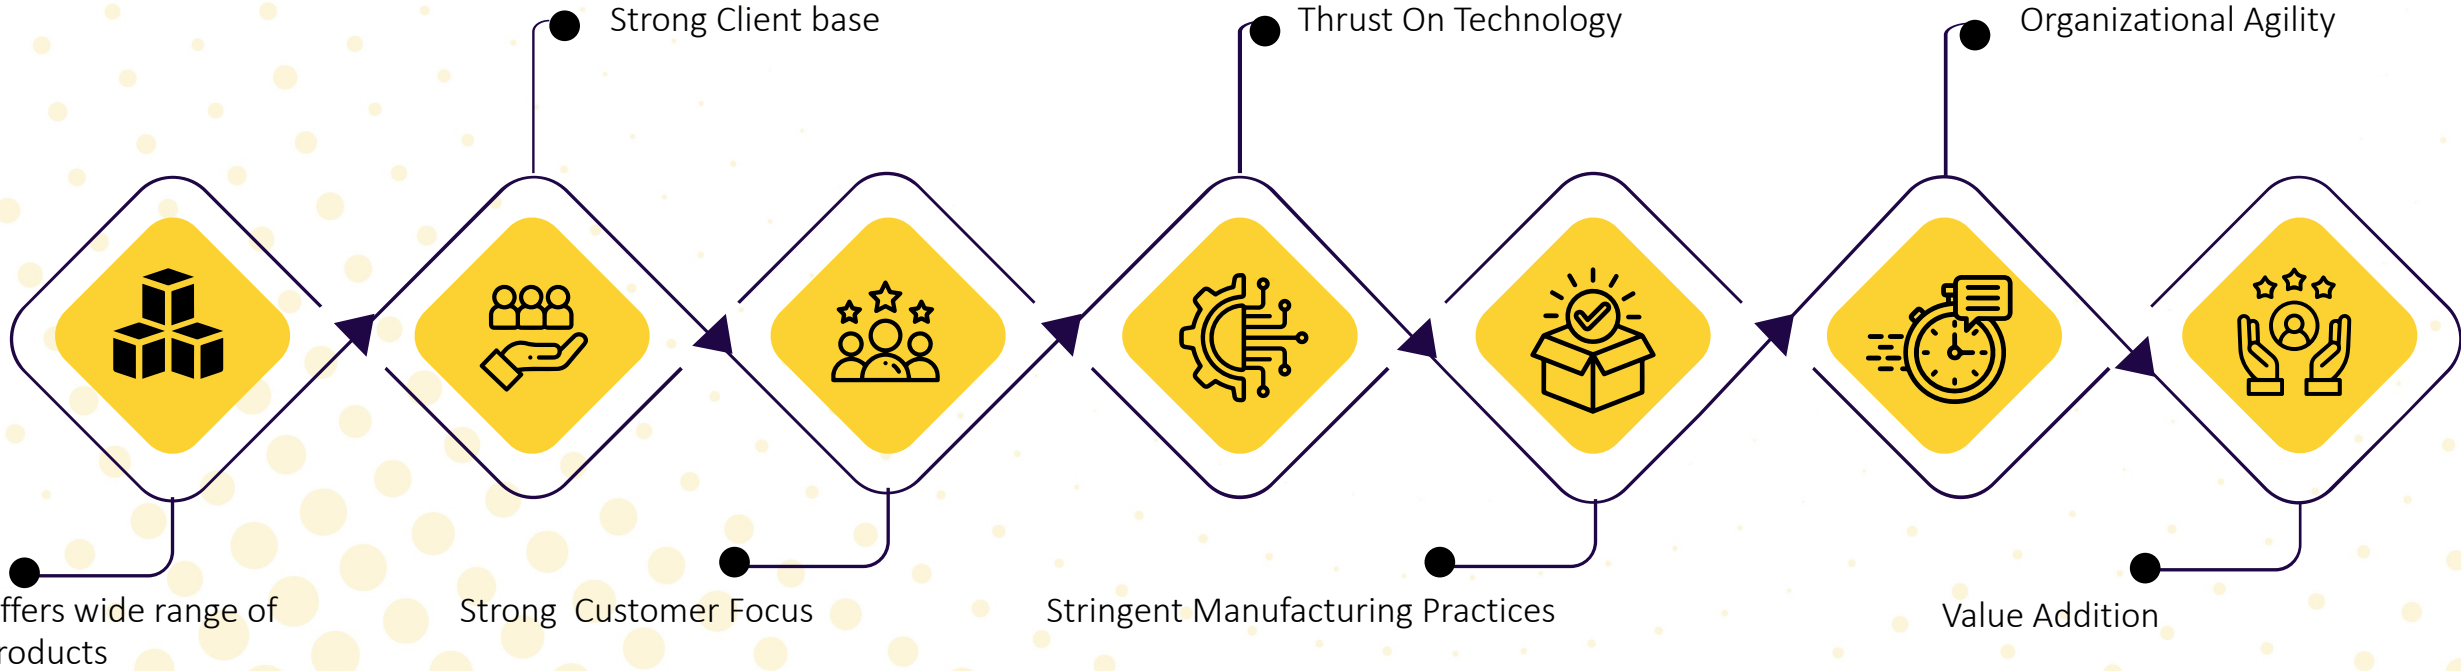 Strong Client base
Thrust On Technology
Organizational Agility
ffers wide range of
roducts
Strong Customer Focus
Stringent Manufacturing Practices
Value Addition